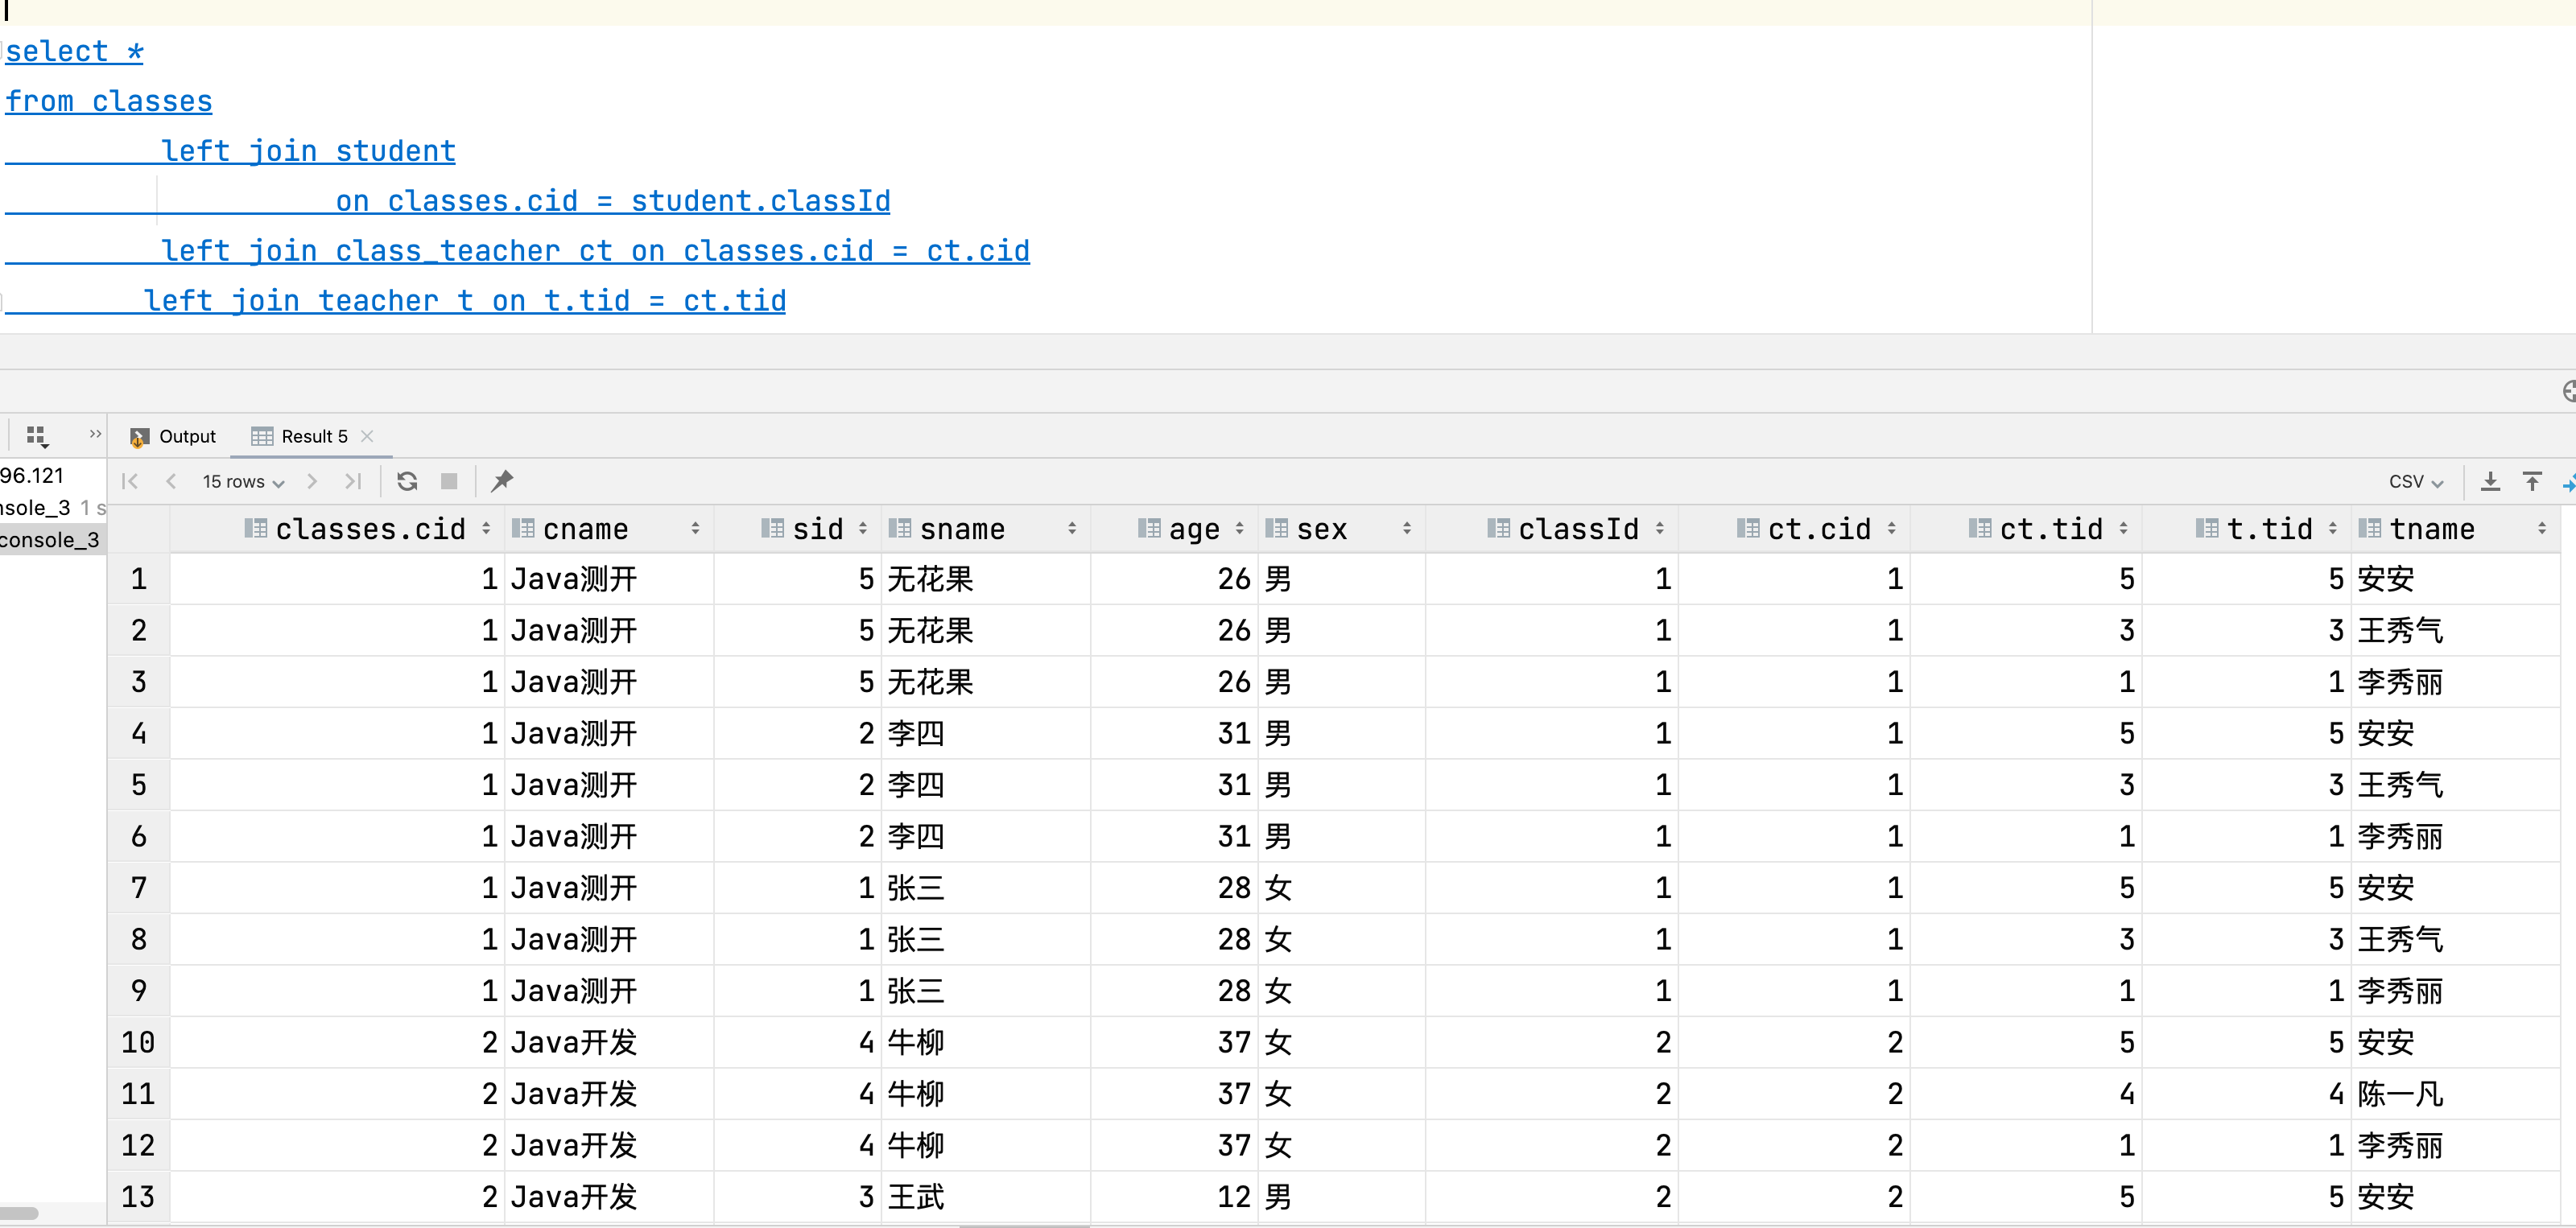 select *
from classes
left join student
on classes.cid = student.classId
left join class_teacher ct on classes.cid = ct.cid
left join teacher t on t.tid = ct.tid
Output Result 5
96.121
15 rows CSV
nsole_3 1 s
console_3
classes.cid cname sid sname age sex classId ct.cid ct.tid t.tid tname
1 1 Java测开 5 无花果 26 男 1 1 5 5 安安
2 1 Java测开 5 无花果 26 男 1 1 3 3 王秀气
3 1 Java测开 5 无花果 26 男 1 1 1 1 李秀丽
4 1 Java测开 2 李四 31 男 1 1 5 5 安安
5 1 Java测开 2 李四 31 男 1 1 3 3 王秀气
6 1 Java测开 2 李四 31 男 1 1 1 1 李秀丽
7 1 Java测开 1 张三 28 女 1 1 5 5 安安
8 1 Java测开 1 张三 28 女 1 1 3 3 王秀气
9 1 Java测开 1 张三 28 女 1 1 1 1 李秀丽
10 2 Java开发 4 牛柳 37 女 2 2 5 5 安安
11 2 Java开发 4 牛柳 37 女 2 2 4 4 陈一凡
12 2 Java开发 4 牛柳 37 女 2 2 1 1 李秀丽
13 2 Java开发 3 王武 12 男 2 2 5 5 安安